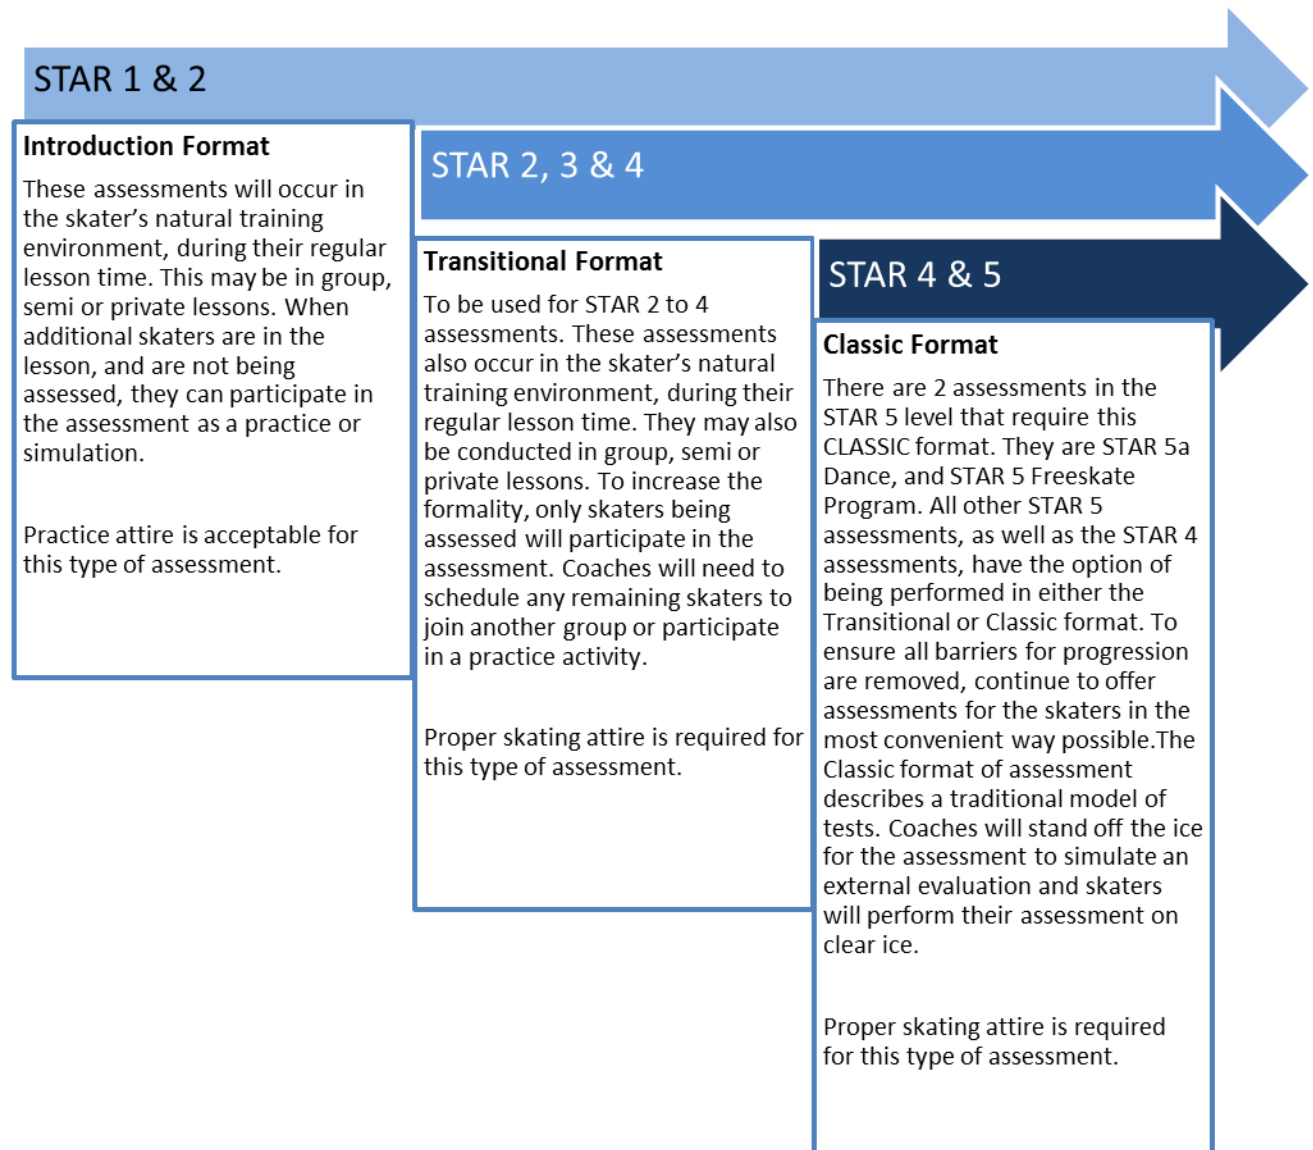 STAR 1 & 2
Introduction Format
These assessments will occur in
the skater’s natural training
environment, during their regular
lesson time. This may be in group,
semi or private lessons. When
additional skaters are in the
lesson, and are not being
assessed, they can participate in
the assessment as a practice or
simulation.
Practice attire is acceptable for
this type of assessment.
STAR 2, 3 & 4
Transitional Format
To be used for STAR 2 to 4
assessments. These assessments
also occur in the skater’s natural
training environment, during their
regular lesson time. They may also
be conducted in group, semi or
private lessons. To increase the
formality, only skaters being
assessed will participate in the
assessment. Coaches will need to
schedule any remaining skaters to
join another group or participate
in a practice activity.
Proper skating attire is required for
this type of assessment.
STAR 4 & 5
Classic Format
There are 2 assessments in the
STAR 5 level that require this
CLASSIC format. They are STAR 5a
Dance, and STAR 5 Freeskate
Program. All other STAR 5
assessments, as well as the STAR 4
assessments, have the option of
being performed in either the
Transitional or Classic format. To
ensure all barriers for progression
are removed, continue to offer
assessments for the skaters in the
most convenient way possible.The
Classic format of assessment
describes a traditional model of
tests. Coaches will stand off the ice
for the assessment to simulate an
external evaluation and skaters
will perform their assessment on
clear ice.
Proper skating attire is required
for this type of assessment.